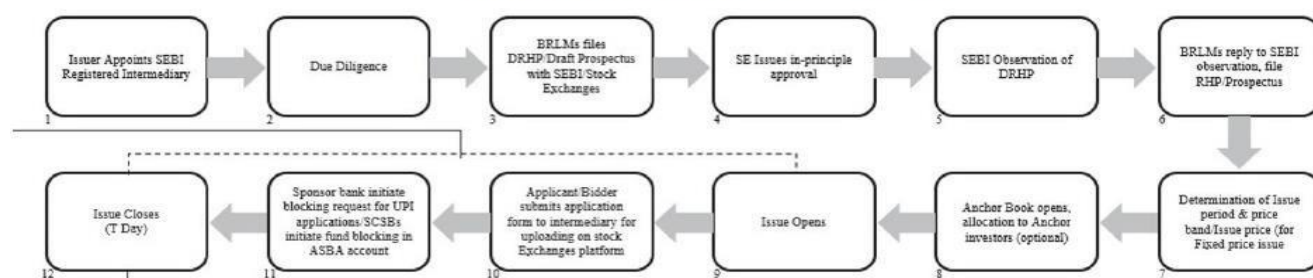 Issuer Appoints SEBI
Registered Intermediary
1
Due Diligence
2
BRLMs files
DRHP/Draft Prospectus
with SEBI/Stock
Exchanges
3
SE Issues in-principle
approval
4
SEBI Observation of
DRHP
5
BRLMs reply to SEBI
observation, file
RHP/Prospectus
6
Determination of Issue
period & price
band/Issue price (for
Fixed price issue
7
Anchor Book opens,
allocation to Anchor
investors (optional)
8
Issue Opens
9
Applicant/Bidder
submits application
form to intermediary for
uploading on stock
Exchanges platform
10
Sponsor bank initiate
blocking request for UPI
applications/SCSBs
initiate fund blocking in
ASBA account
11
Issue Closes
(T Day)
12